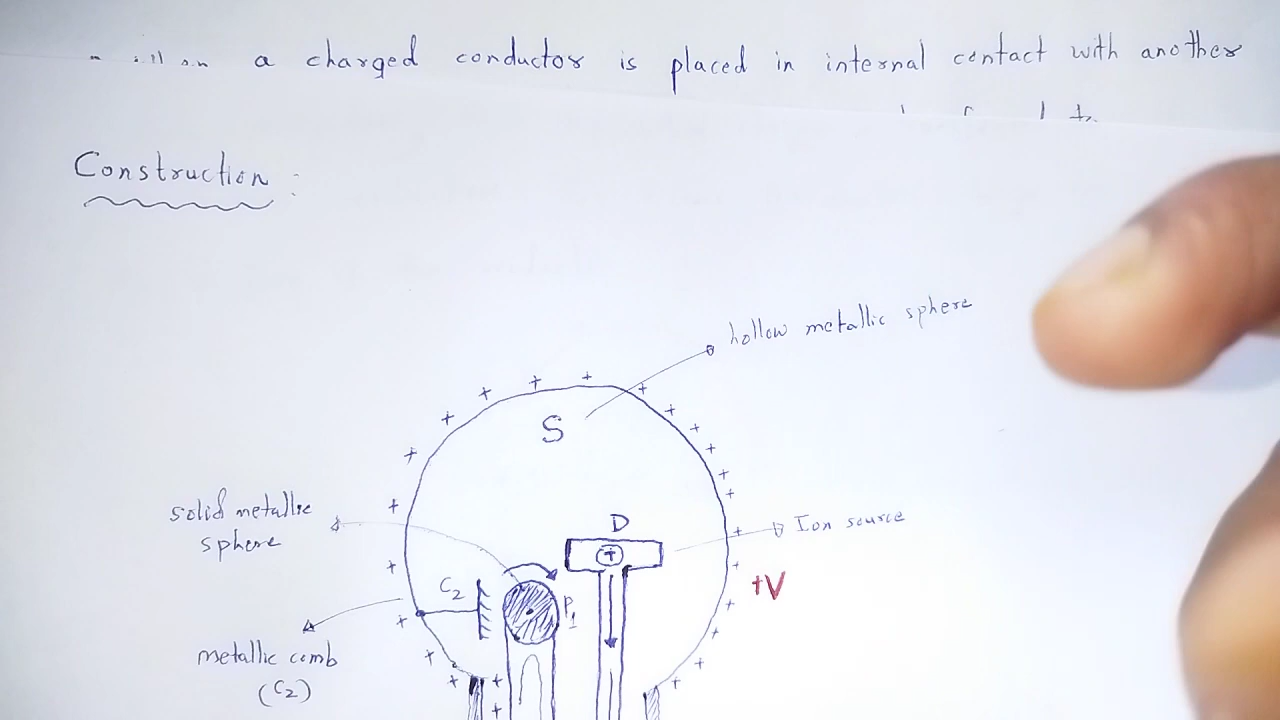 a charged conductor is placed in internal contact with another
Construction :
hollow metallic sphere
S
solid metallic
sphere
D
Ion source
+V
C2
P1
metallic comb
(C2)